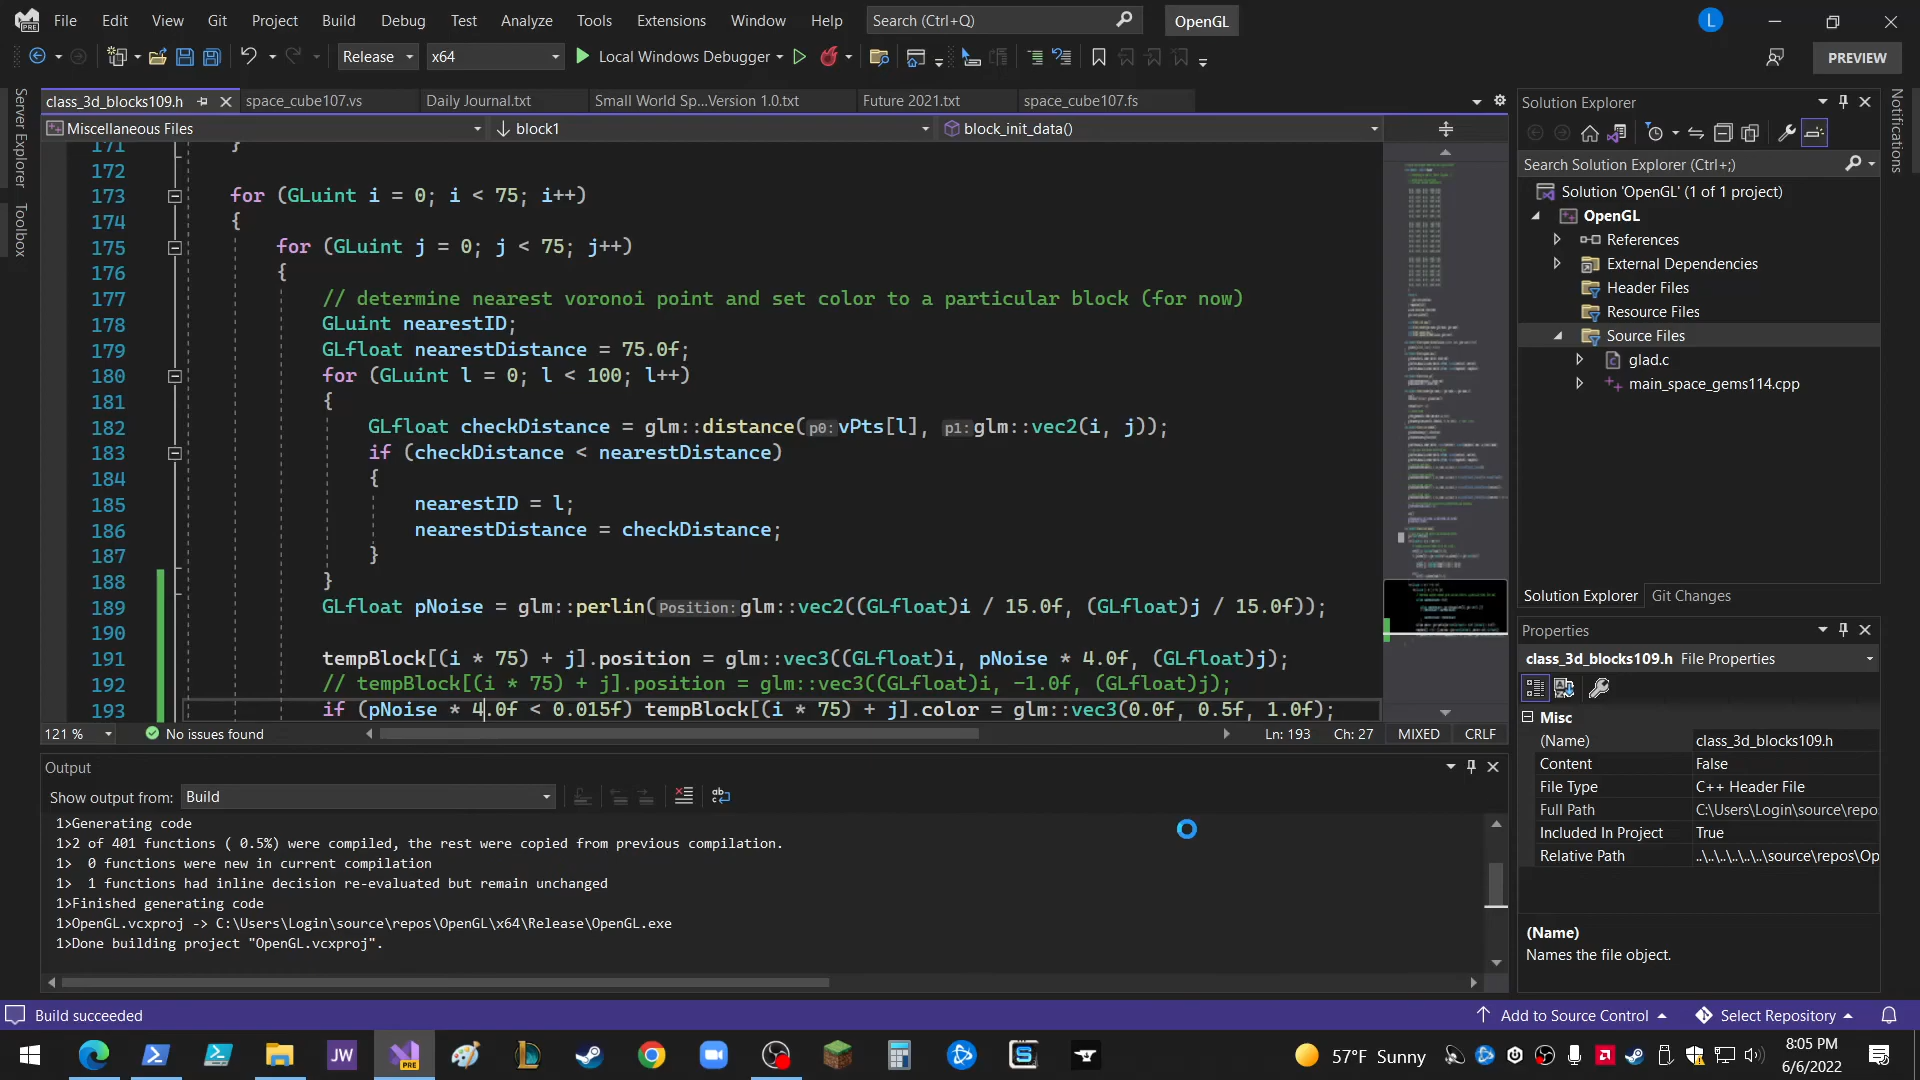 File Edit View Git Project Build Debug Test Analyze Tools Extensions Window Help Search (Ctrl+Q) OpenGL L
Release x64 Local Windows Debugger PREVIEW
class_3d_blocks109.h space_cube107.vs Daily Journal.txt Small World Sp...Version 1.0.txt Future 2021.txt space_cube107.fs
Miscellaneous Files block1 block_init_data()
Server Explorer
Toolbox
171 }
172
173 for (GLuint i = 0; i < 75; i++)
174 {
175 for (GLuint j = 0; j < 75; j++)
176 {
177 // determine nearest voronoi point and set color to a particular block (for now)
178 GLuint nearestID;
179 GLfloat nearestDistance = 75.0f;
180 for (GLuint l = 0; l < 100; l++)
181 {
182 GLfloat checkDistance = glm::distance(p0:vPts[l], p1:glm::vec2(i, j));
183 if (checkDistance < nearestDistance)
184 {
185 nearestID = l;
186 nearestDistance = checkDistance;
187 }
188 }
189 GLfloat pNoise = glm::perlin(Position:glm::vec2((GLfloat)i / 15.0f, (GLfloat)j / 15.0f));
190
191 tempBlock[(i * 75) + j].position = glm::vec3((GLfloat)i, pNoise * 4.0f, (GLfloat)j);
192 // tempBlock[(i * 75) + j].position = glm::vec3((GLfloat)i, -1.0f, (GLfloat)j);
193 if (pNoise * 4.0f < 0.015f) tempBlock[(i * 75) + j].color = glm::vec3(0.0f, 0.5f, 1.0f);
121 % No issues found Ln: 193 Ch: 27 MIXED CRLF
Output
Show output from: Build
1>Generating code
1>2 of 401 functions ( 0.5%) were compiled, the rest were copied from previous compilation.
1> 0 functions were new in current compilation
1> 1 functions had inline decision re-evaluated but remain unchanged
1>Finished generating code
1>OpenGL.vcxproj -> C:\Users\Login\source\repos\OpenGL\x64\Release\OpenGL.exe
1>Done building project "OpenGL.vcxproj".
Solution Explorer
Search Solution Explorer (Ctrl+;)
Solution 'OpenGL' (1 of 1 project)
OpenGL
References
External Dependencies
Header Files
Resource Files
Source Files
glad.c
main_space_gems114.cpp
Solution Explorer Git Changes
Properties
class_3d_blocks109.h File Properties
Misc
(Name) class_3d_blocks109.h
Content False
File Type C++ Header File
Full Path C:\Users\Login\source\repos
Included In Project True
Relative Path ..\..\..\..\..\source\repos\Op
(Name)
Names the file object.
Notifications
Build succeeded Add to Source Control Select Repository
JW PRE 57°F Sunny 8:05 PM
6/6/2022